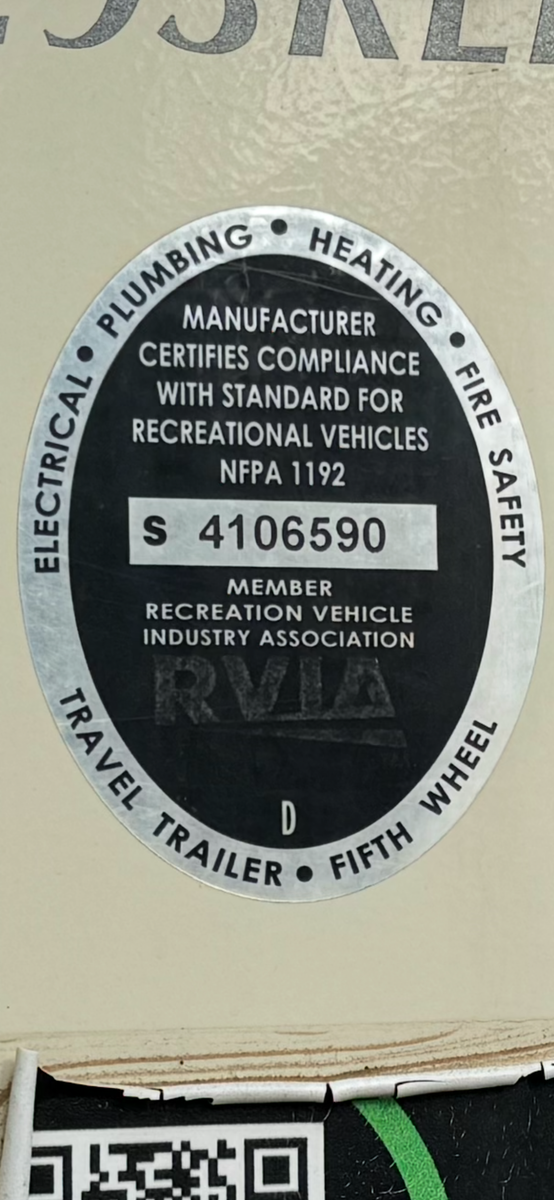 PLUMBING • HEATING • FIRE SAFETY
ELECTRICAL •
MANUFACTURER
CERTIFIES COMPLIANCE
WITH STANDARD FOR
RECREATIONAL VEHICLES
NFPA 1192
S 4106590
MEMBER
RECREATION VEHICLE
INDUSTRY ASSOCIATION
RVIA
D
TRAVEL TRAILER • FIFTH WHEEL